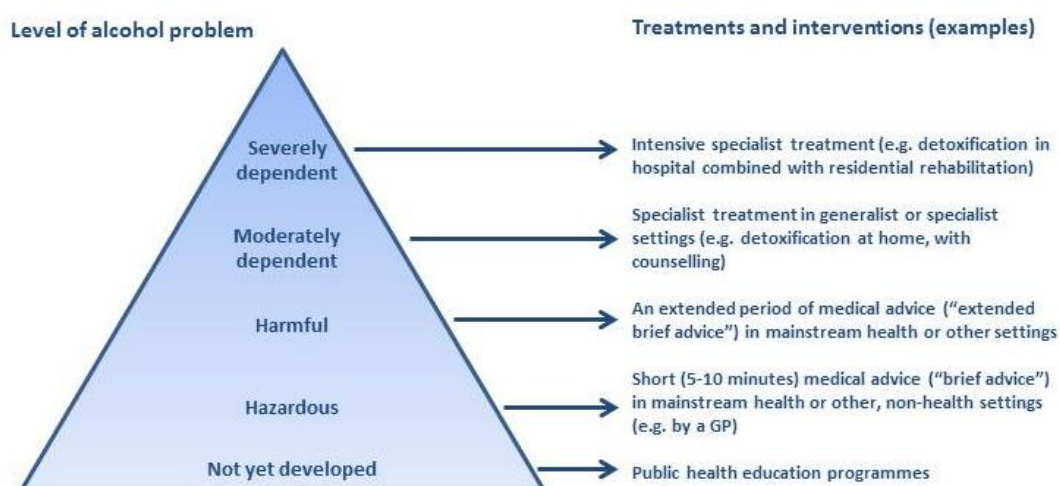 Level of alcohol problem
Treatments and interventions (examples)
Severely
dependent
Intensive specialist treatment (e.g. detoxification in
hospital combined with residential rehabilitation)
Moderately
dependent
Specialist treatment in generalist or specialist
settings (e.g. detoxification at home, with
counselling)
Harmful
An extended period of medical advice (“extended
brief advice”) in mainstream health or other settings
Hazardous
Short (5-10 minutes) medical advice (“brief advice”)
in mainstream health or other, non-health settings
(e.g. by a GP)
Not yet developed
Public health education programmes